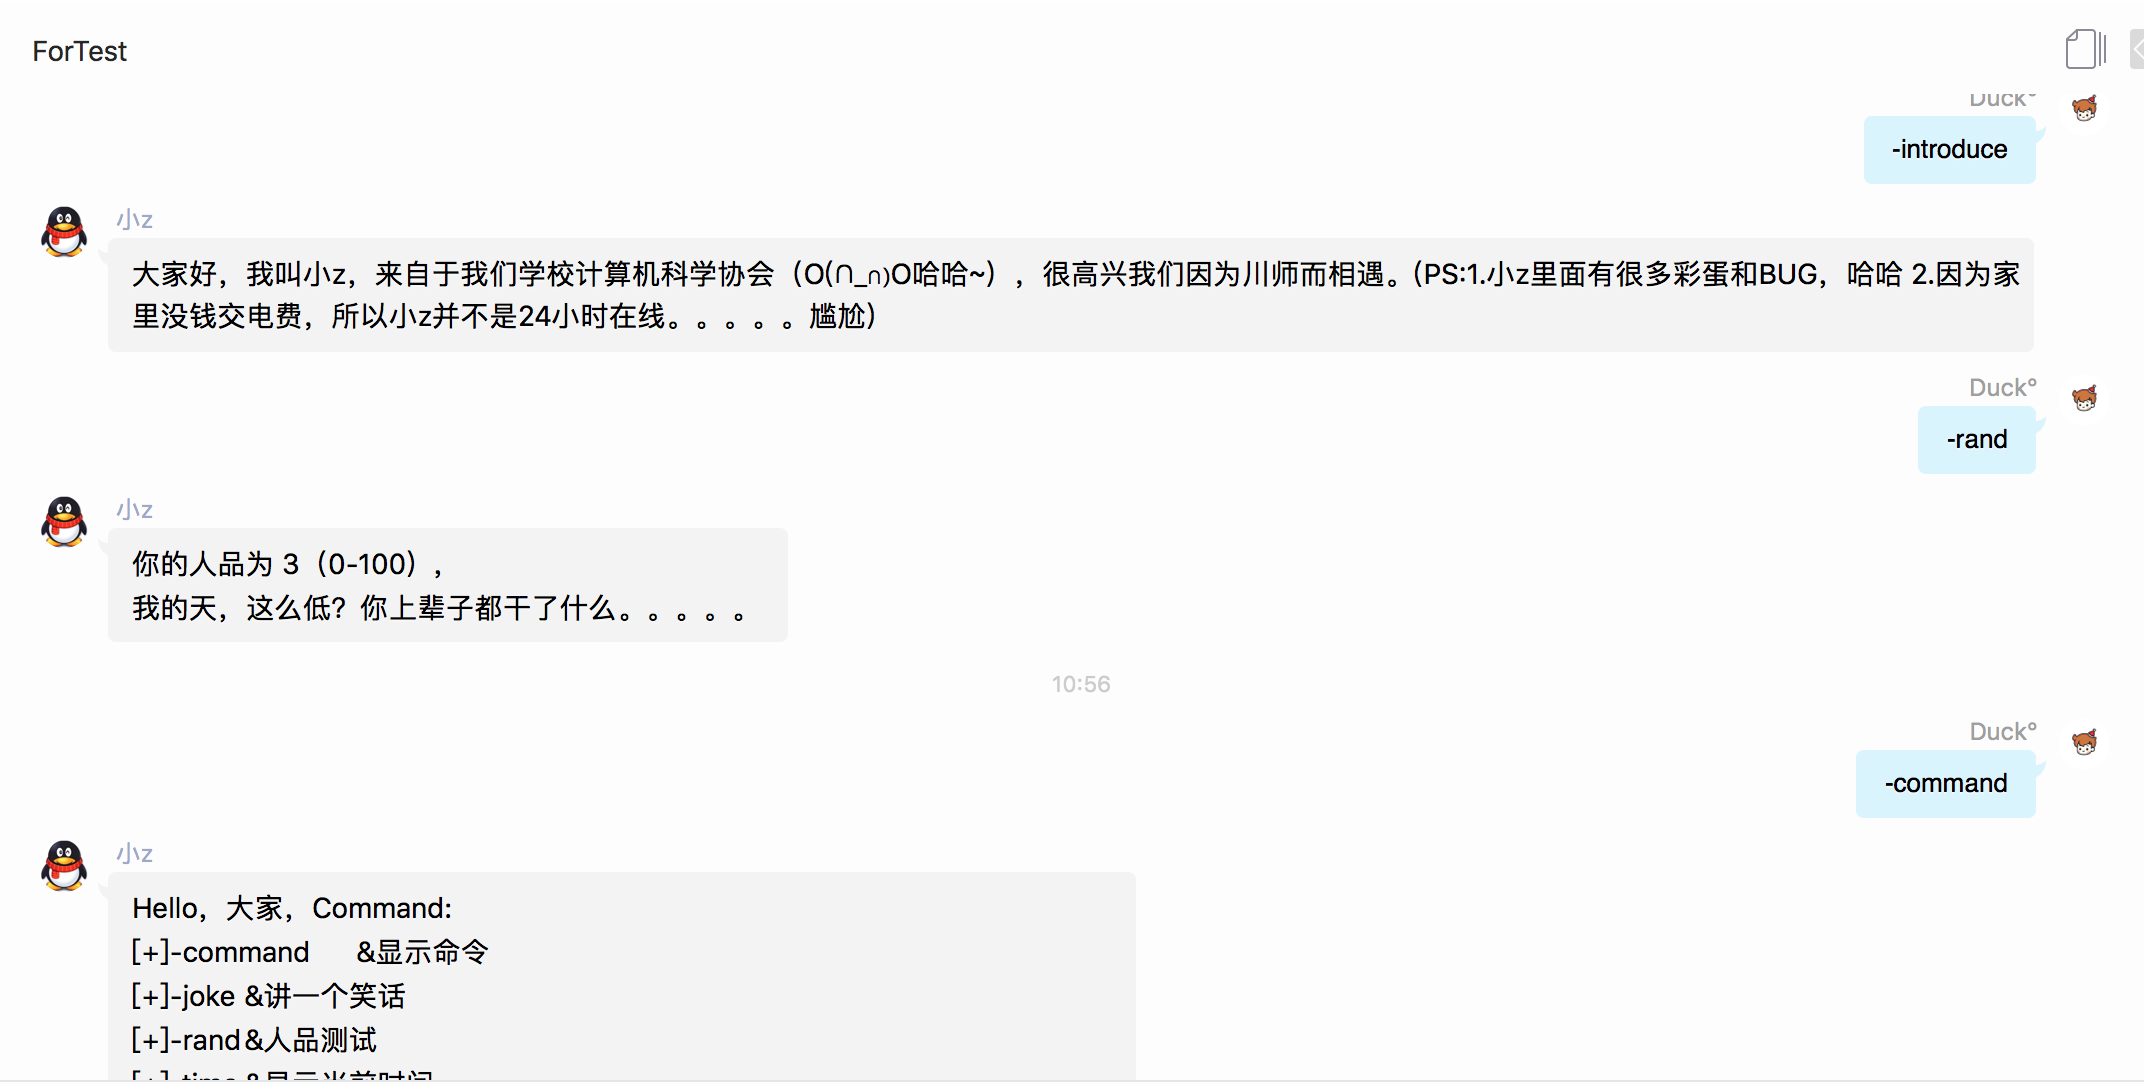 ForTest
Duck°
-introduce
小z
大家好，我叫小z，来自于我们学校计算机科学协会（O(∩_∩)O哈哈~），很高兴我们因为川师而相遇。(PS:1.小z里面有很多彩蛋和BUG，哈哈 2.因为家
里没钱交电费，所以小z并不是24小时在线。。。。。尴尬）
Duck°
-rand
小z
你的人品为 3（0-100），
我的天，这么低？你上辈子都干了什么。。。。。
10:56
Duck°
-command
小z
Hello，大家，Command:
[+]-command      &显示命令
[+]-joke &讲一个笑话
[+]-rand&人品测试
[+]-time &显示当前时间